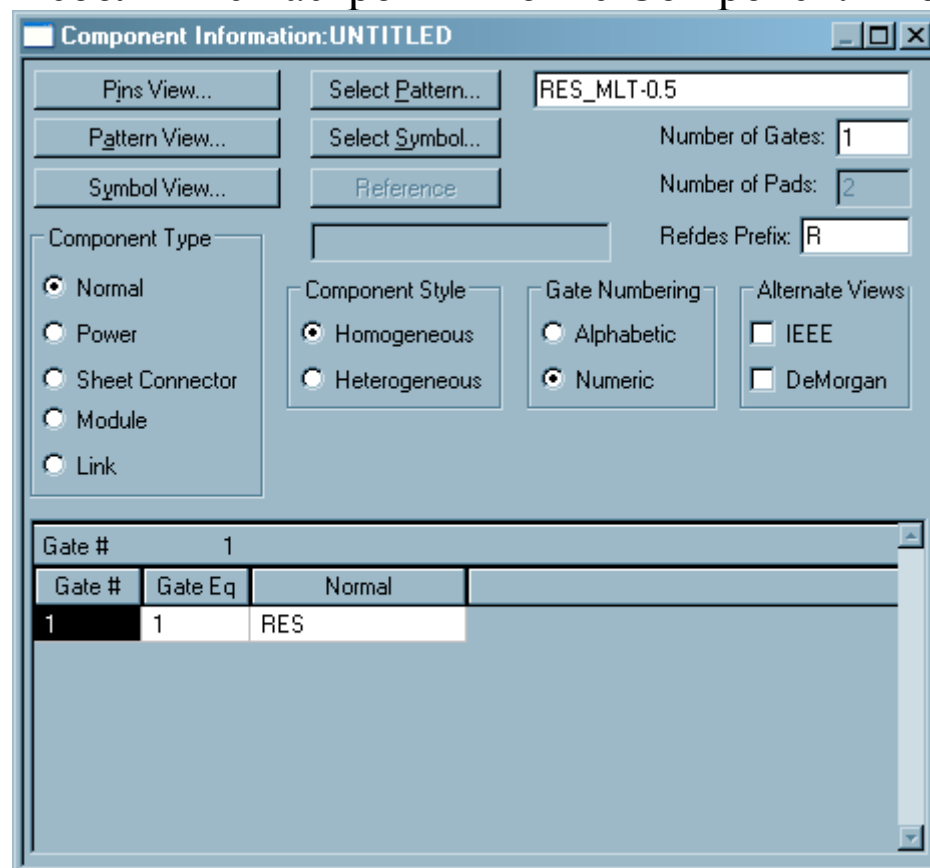 Component Information:UNTITLED
Pins View... Select Pattern... RES_MLT-0.5
Pattern View... Select Symbol... Number of Gates: 1
Symbol View... Reference Number of Pads: 2
Component Type Refdes Prefix: R
Normal Component Style Gate Numbering Alternate Views
Power Homogeneous Alphabetic IEEE
Sheet Connector Heterogeneous Numeric DeMorgan
Module
Link
Gate # 1
Gate # Gate Eq Normal
1 1 RES